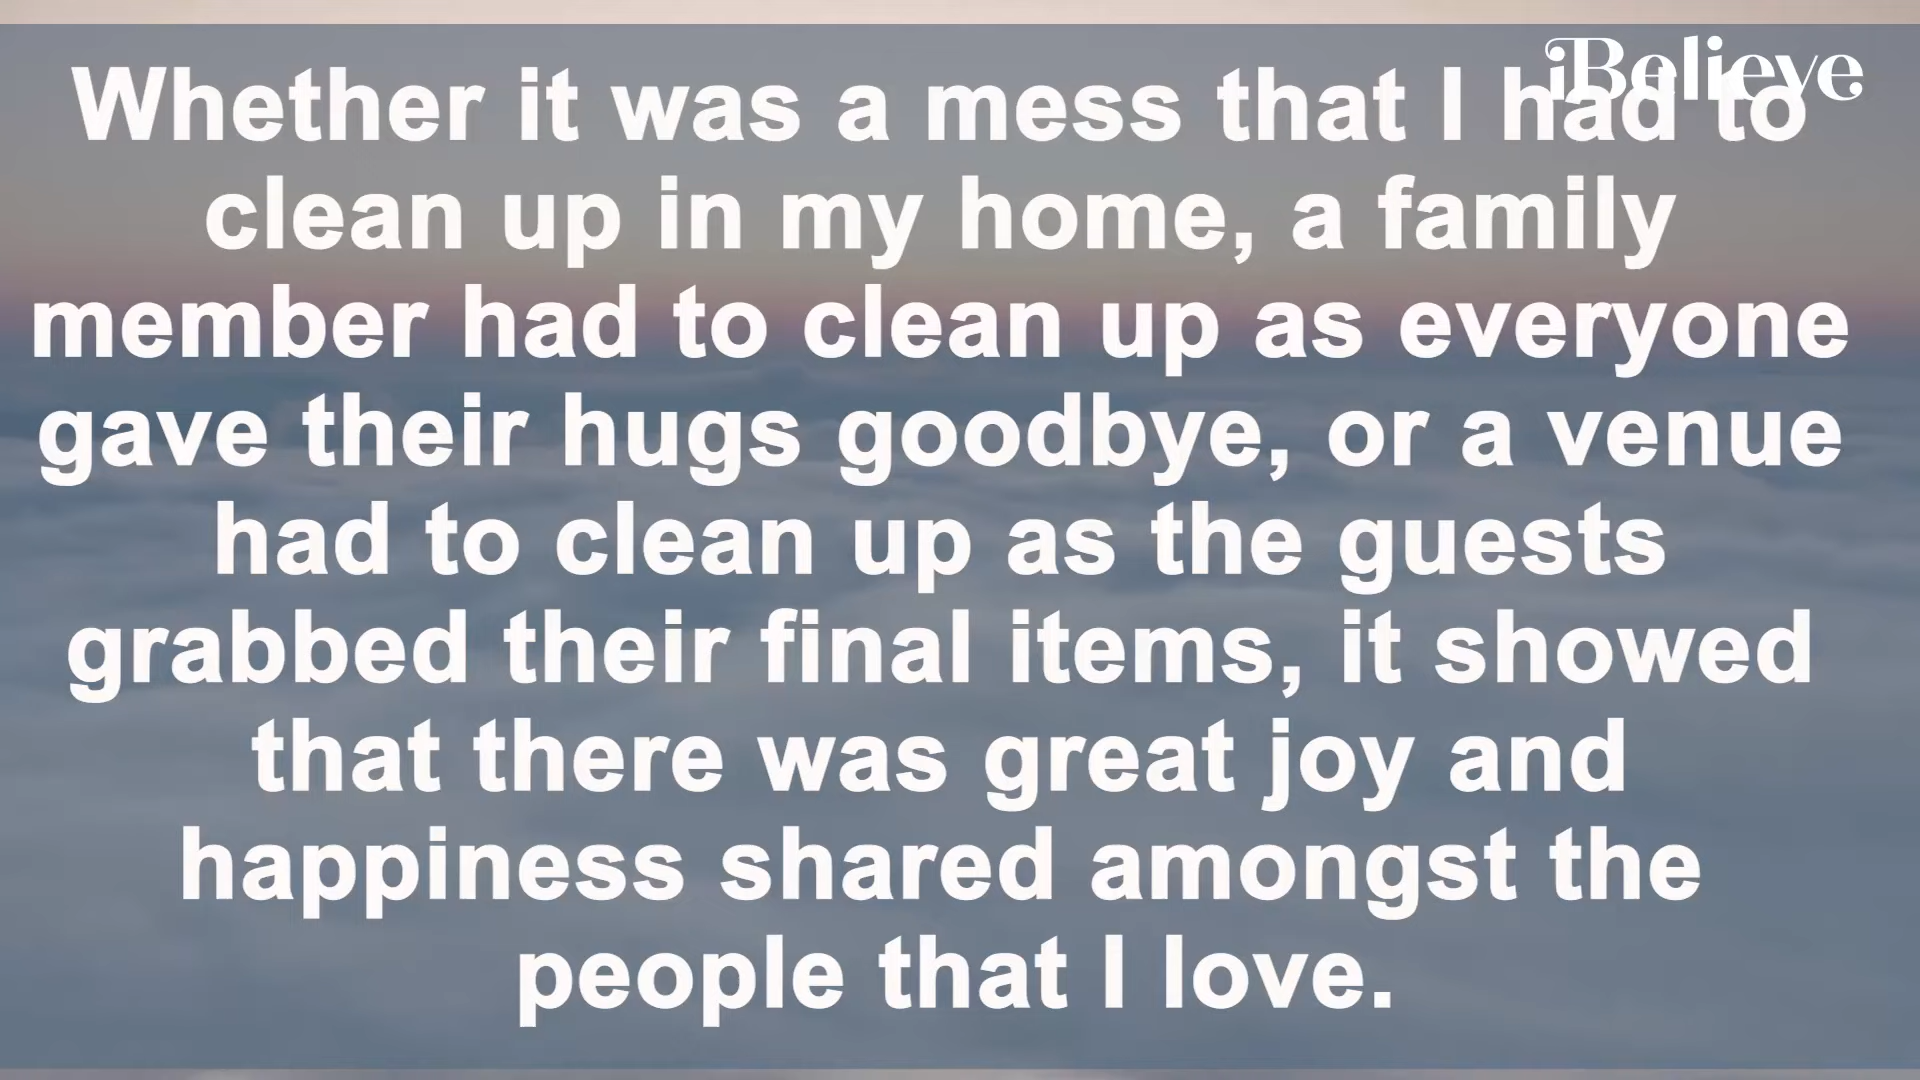 iBelieve
Whether it was a mess that I had to
clean up in my home, a family
member had to clean up as everyone
gave their hugs goodbye, or a venue
had to clean up as the guests
grabbed their final items, it showed
that there was great joy and
happiness shared amongst the
people that I love.